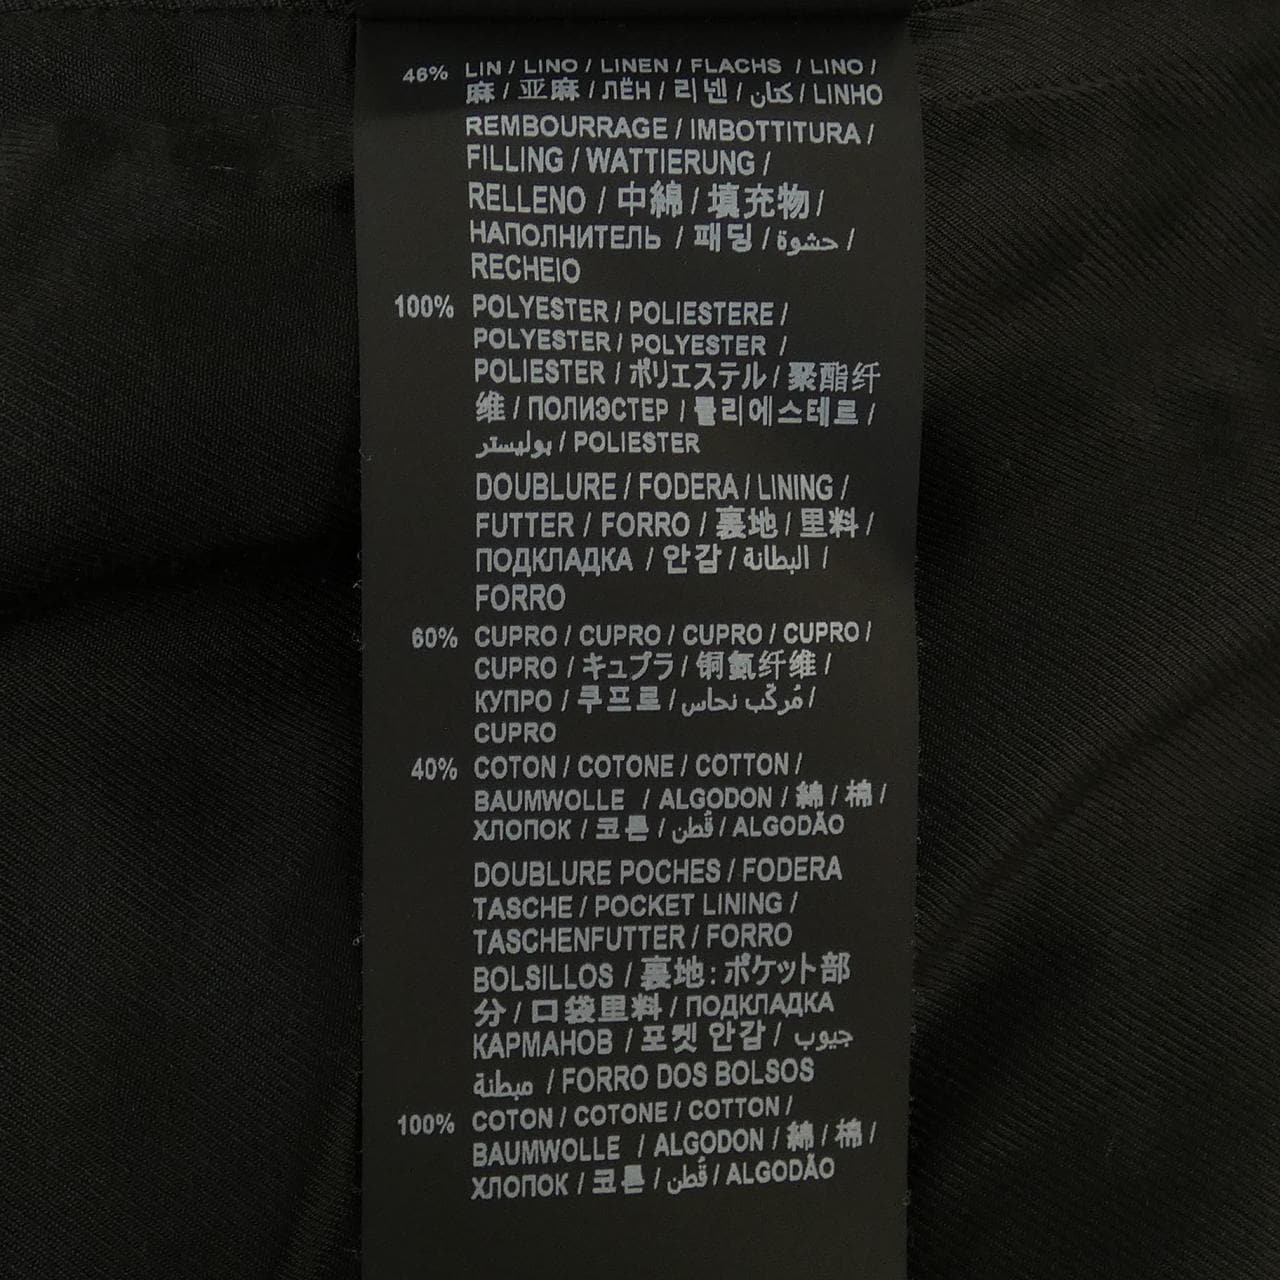 46% LIN / LINO / LINEN / FLACHS / LINO /
麻 / 亚麻 / ЛЁН / 리넨 / كتان / LINHO
REMBOURRAGE / IMBOTTITURA /
FILLING / WATTIERUNG /
RELLENO / 中綿 / 填充物 /
НАПОЛНИТЕЛЬ / 패딩 / حشوة /
RECHEIO
100% POLYESTER / POLIESTERE /
POLYESTER / POLYESTER /
POLIESTER / ポリエステル / 聚酯纤
维 / ПОЛИЭСТЕР / 폴리에스테르 /
بوليستر / POLIESTER
DOUBLURE / FODERA / LINING /
FUTTER / FORRO / 裏地 / 里料 /
ПОДКЛАДКА / 안감 / البطانة /
FORRO
60% CUPRO / CUPRO / CUPRO / CUPRO /
CUPRO / キュプラ / 铜氨纤维 /
КУПРО / 쿠프로 / مُركّب نحاس /
CUPRO
40% COTON / COTONE / COTTON /
BAUMWOLLE / ALGODON / 綿 / 棉 /
ХЛОПОК / 코튼 / قُطن / ALGODÃO
DOUBLURE POCHES / FODERA
TASCHE / POCKET LINING /
TASCHENFUTTER / FORRO
BOLSILLOS / 裏地:ポケット部
分 / 口袋里料 / ПОДКЛАДКА
КАРМАНОВ / 포켓 안감 / جيوب
مبطنة / FORRO DOS BOLSOS
100% COTON / COTONE / COTTON /
BAUMWOLLE / ALGODON / 綿 / 棉 /
ХЛОПОК / 코튼 / قُطن / ALGODÃO